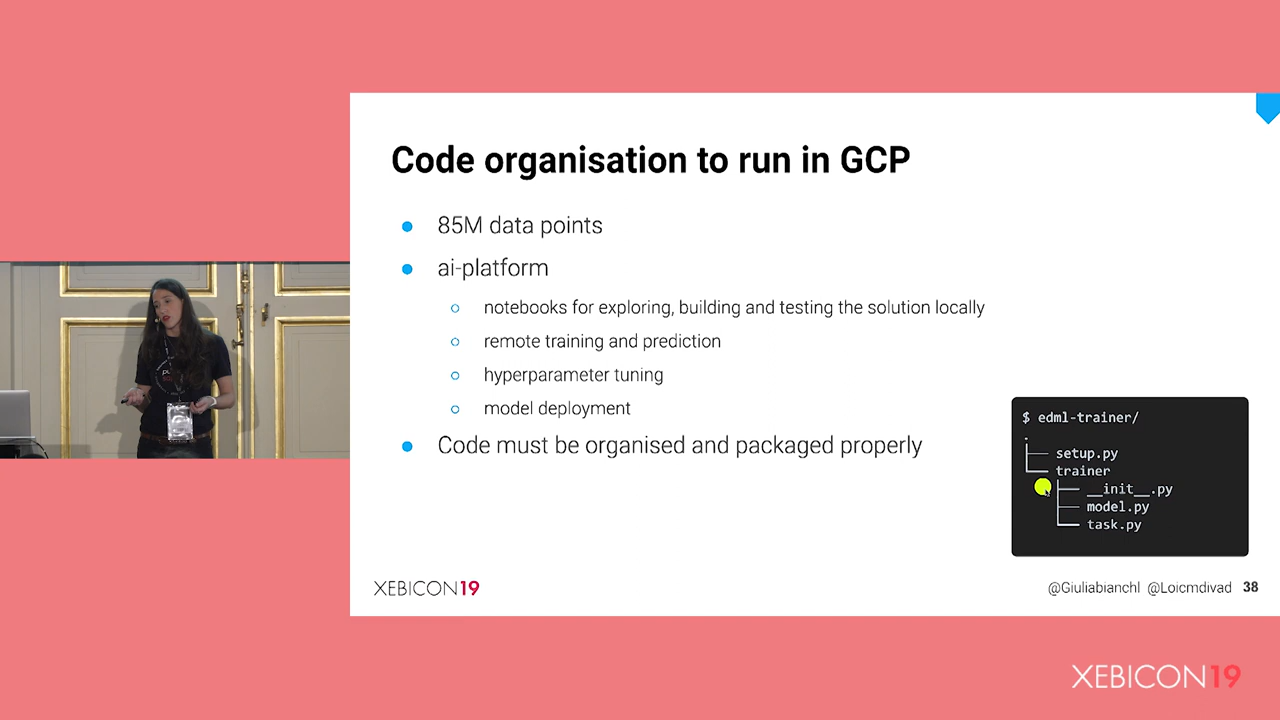 Code organisation to run in GCP
85M data points
ai-platform
notebooks for exploring, building and testing the solution locally
remote training and prediction
hyperparameter tuning
model deployment
Code must be organised and packaged properly
$ edml-trainer/
.
├── setup.py
└── trainer
├── __init__.py
├── model.py
└── task.py
XEBICON19
@Giuliabianchl @Loicmdivad 38
XEBICON19